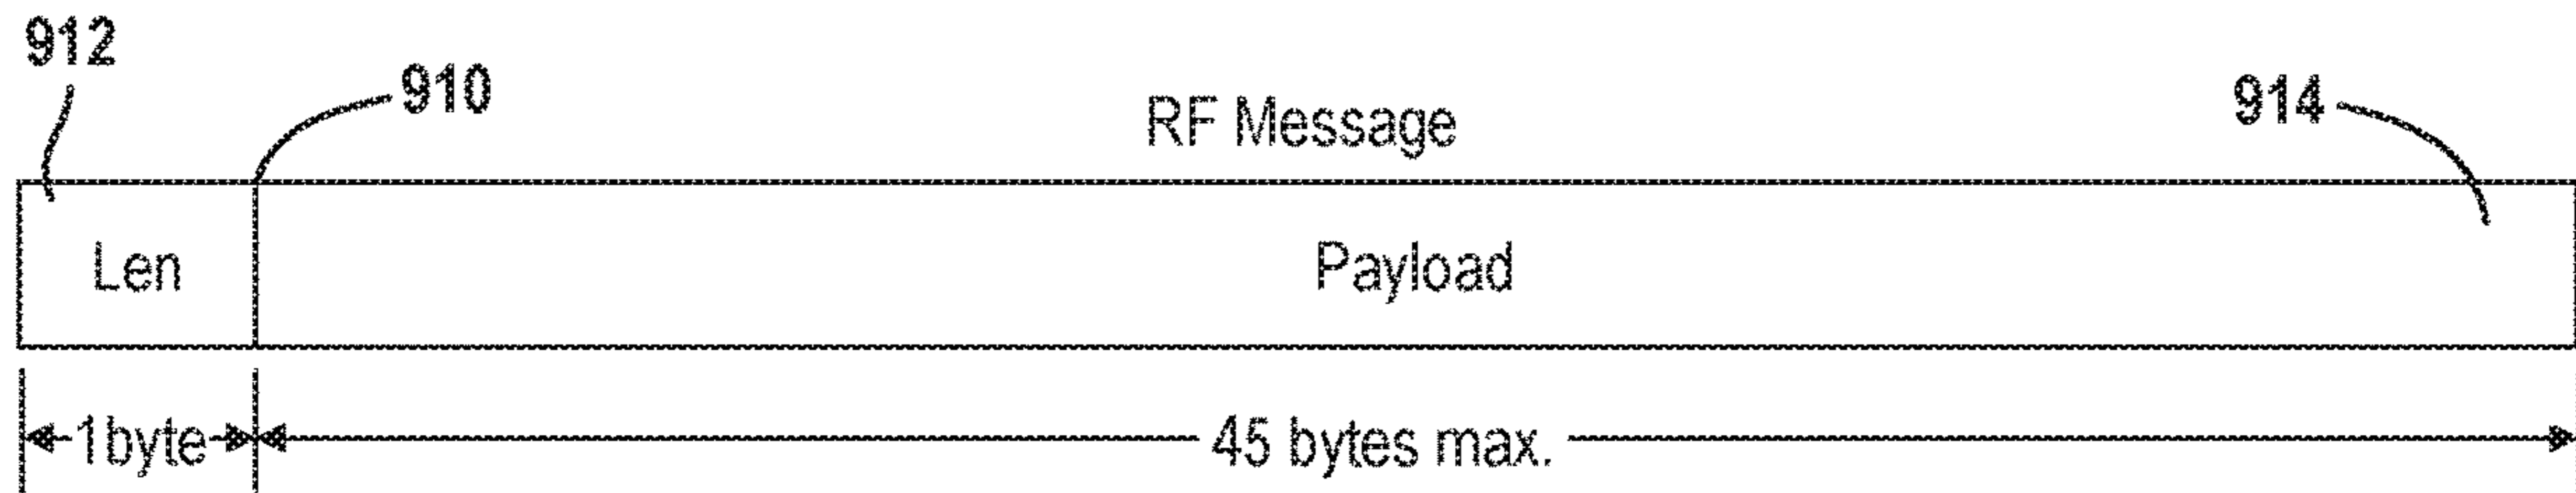 912
910
RF Message
914
Len
Payload
1byte
45 bytes max.